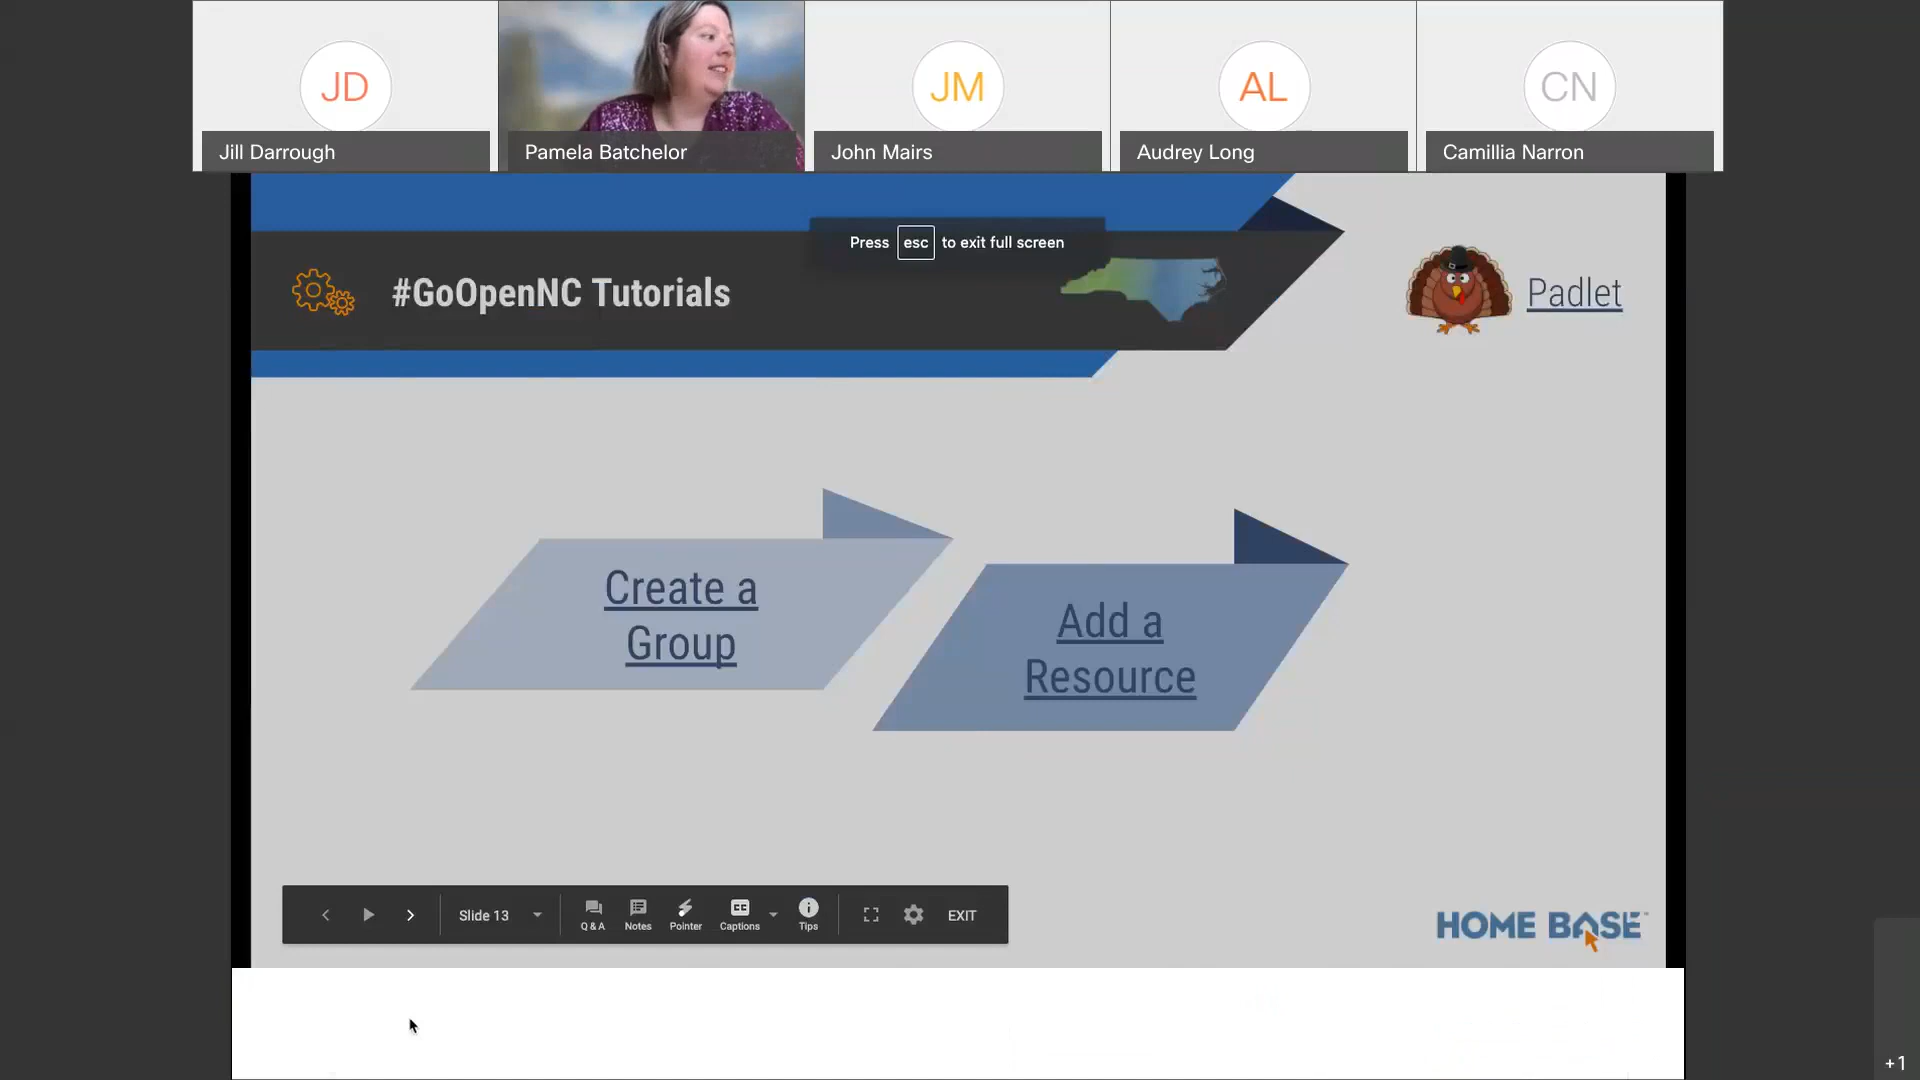 JD
JM
AL
CN
Jill Darrough
Pamela Batchelor
John Mairs
Audrey Long
Camillia Narron
Press esc to exit full screen
#GoOpenNC Tutorials
Padlet
Create a
Group
Add a
Resource
Slide 13
Q & A
Notes
Pointer
CC
Captions
Tips
EXIT
HOME BASE
+1